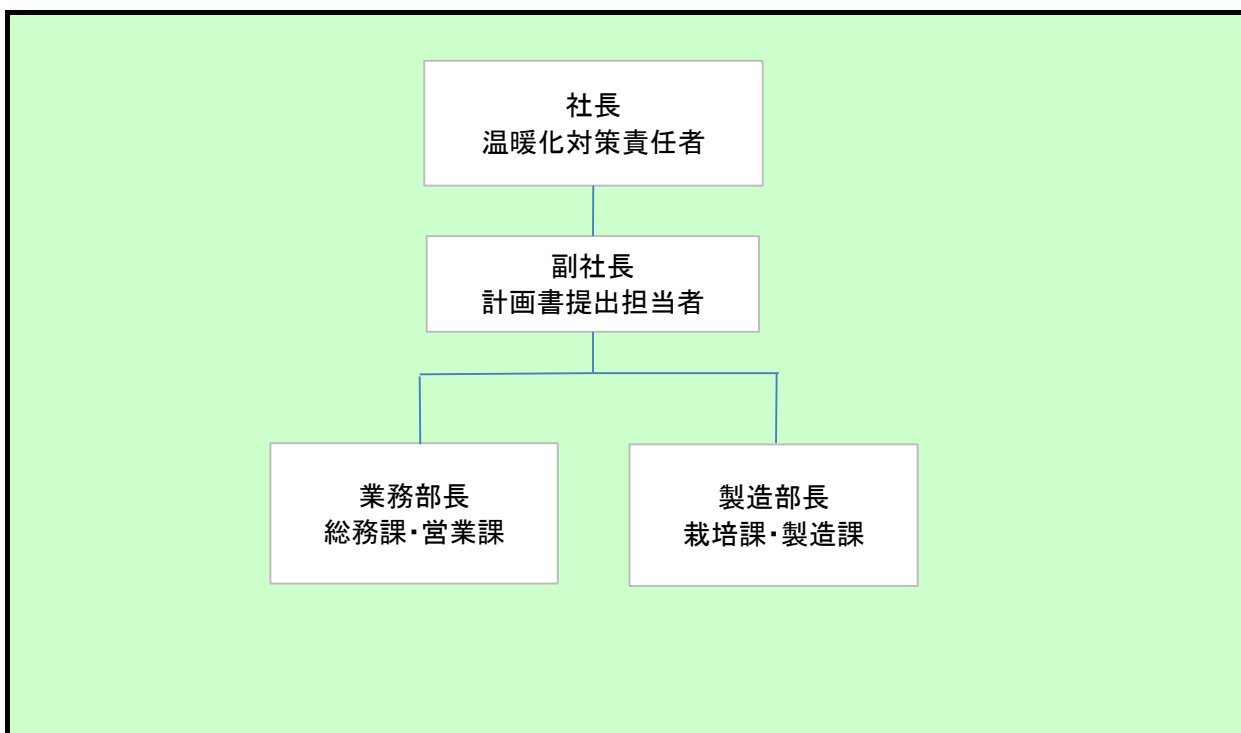 社長
温暖化対策責任者
副社長
計画書提出担当者
業務部長
総務課・営業課
製造部長
栽培課・製造課